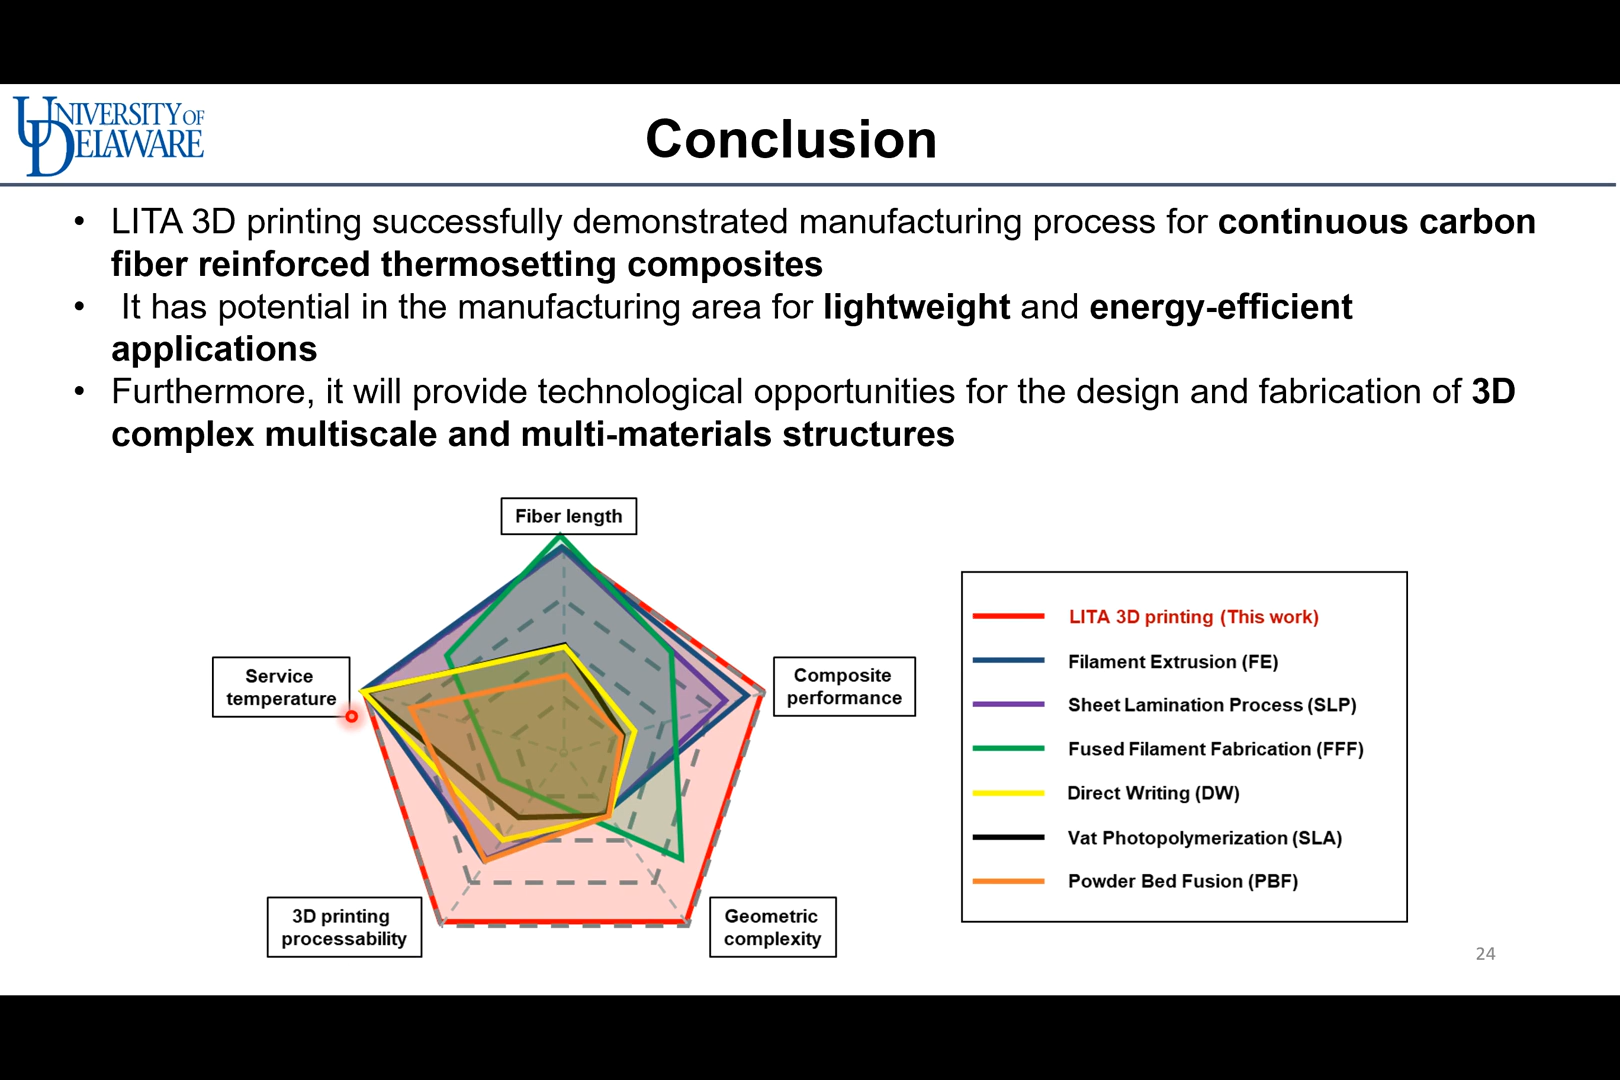 UNIVERSITY OF
DELAWARE
Conclusion
• LITA 3D printing successfully demonstrated manufacturing process for continuous carbon
fiber reinforced thermosetting composites
• It has potential in the manufacturing area for lightweight and energy-efficient
applications
• Furthermore, it will provide technological opportunities for the design and fabrication of 3D
complex multiscale and multi-materials structures
Fiber length
Service
temperature
Composite
performance
3D printing
processability
Geometric
complexity
LITA 3D printing (This work)
Filament Extrusion (FE)
Sheet Lamination Process (SLP)
Fused Filament Fabrication (FFF)
Direct Writing (DW)
Vat Photopolymerization (SLA)
Powder Bed Fusion (PBF)
24